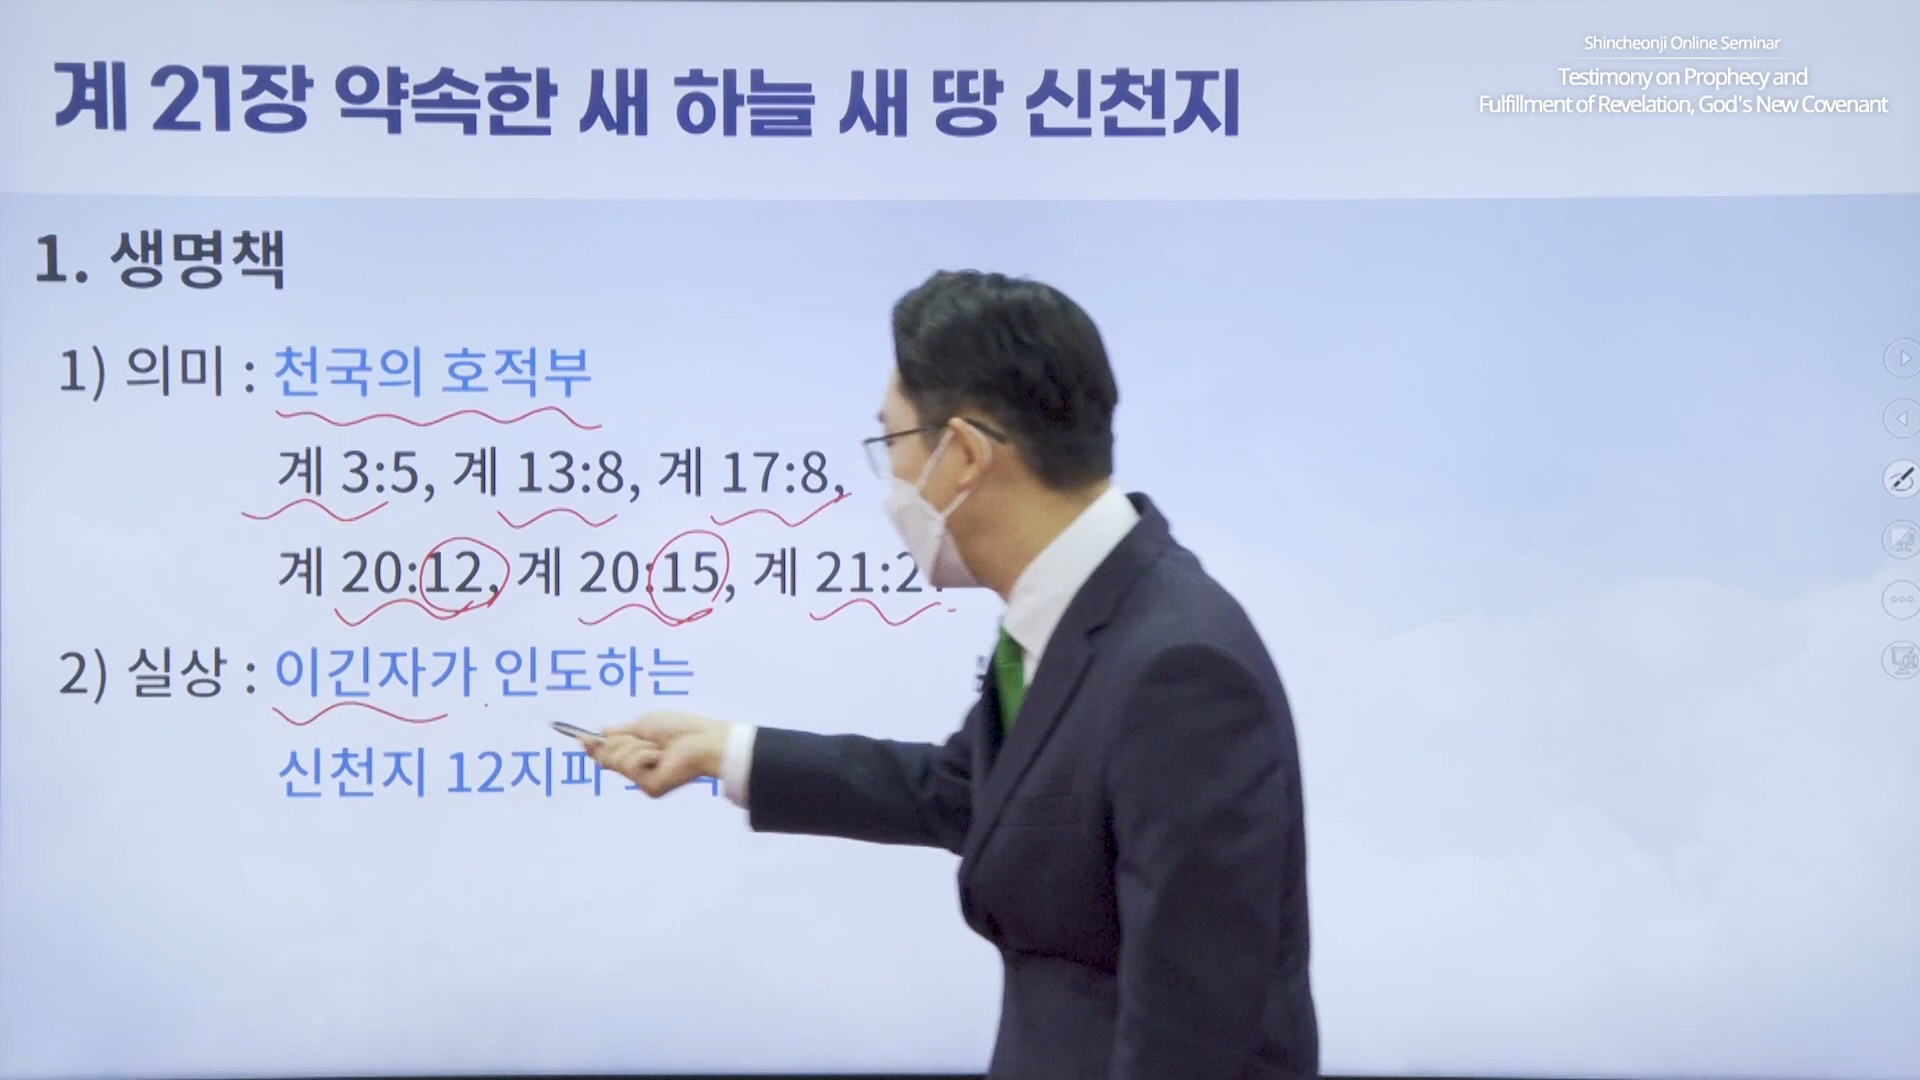 Shincheonji Online Seminar
Testimony on Prophecy and
Fulfillment of Revelation, God's New Covenant
계 21장 약속한 새 하늘 새 땅 신천지
1. 생명책
1) 의미 : 천국의 호적부
계 3:5, 계 13:8, 계 17:8,
계 20:12, 계 20:15, 계
2) 실상 : 이긴자가 인도하는
신천지 12지파